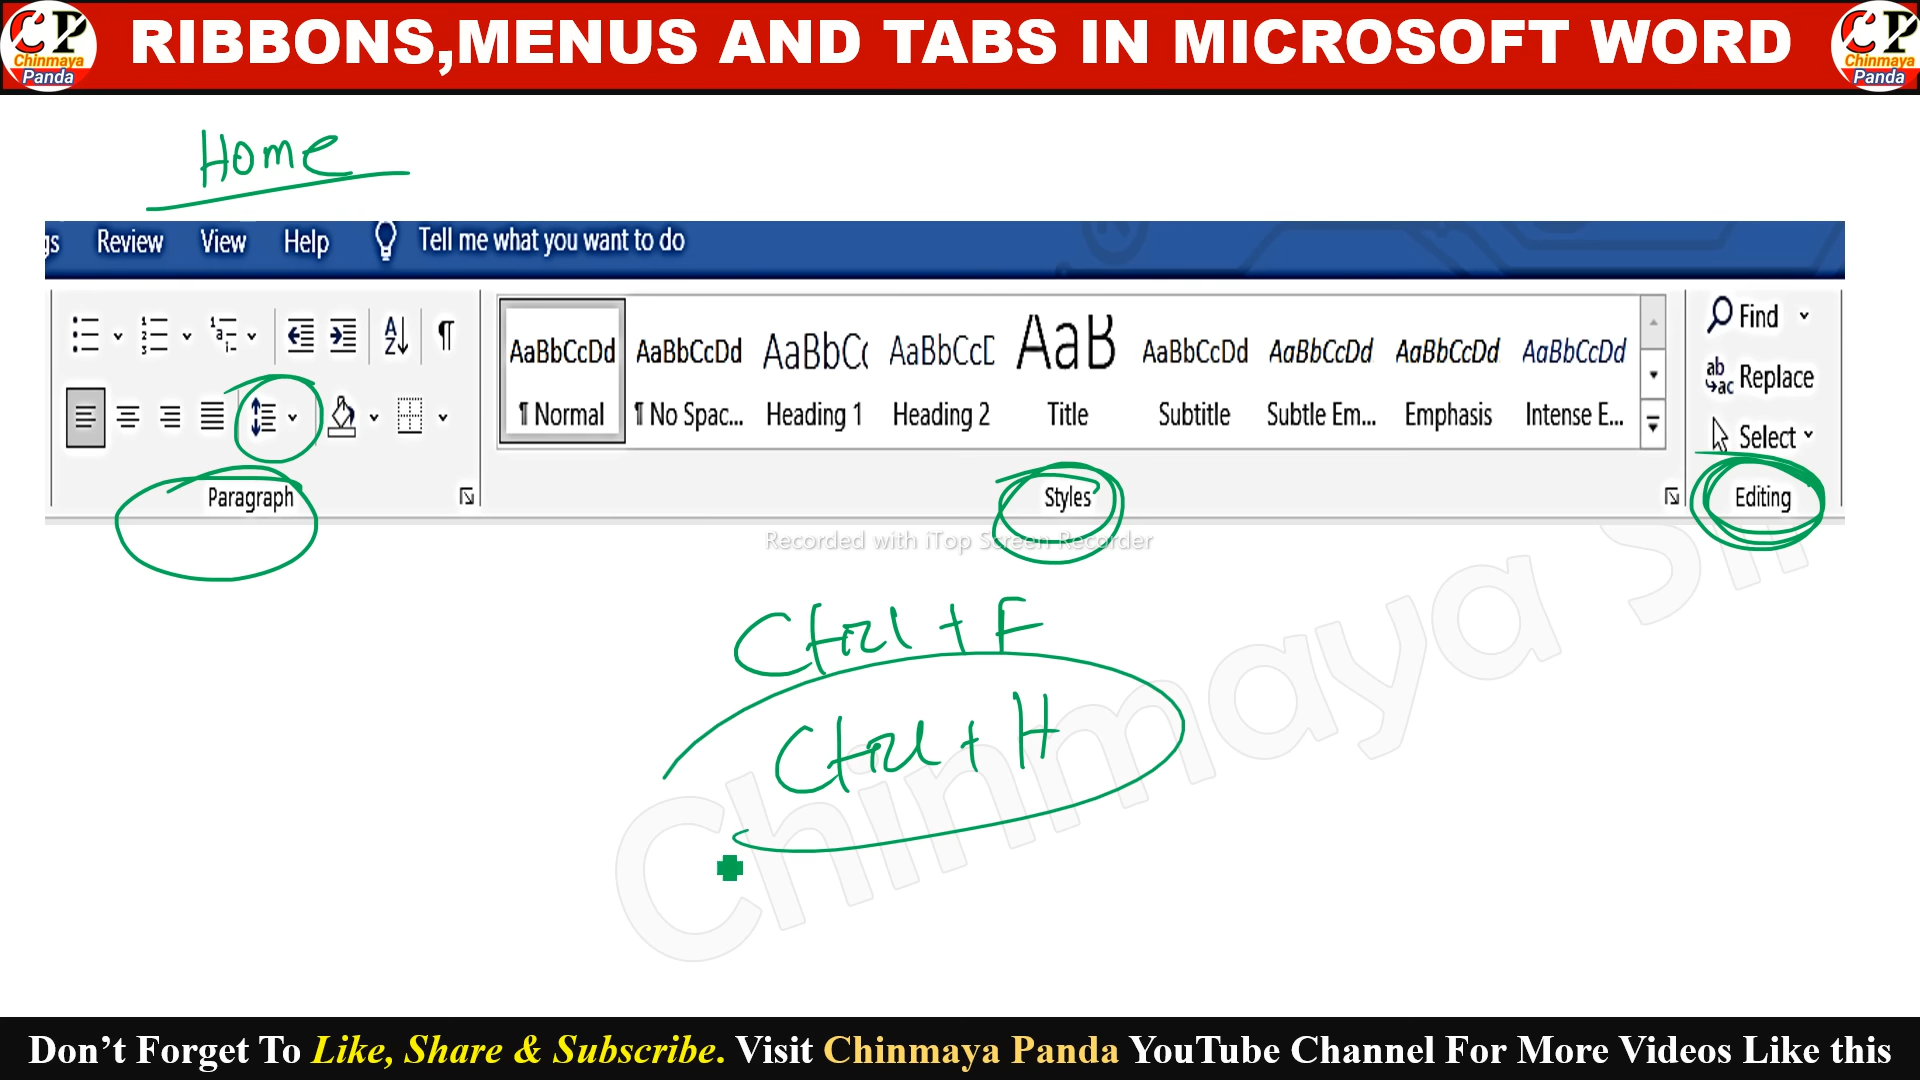 CP Chinmaya Panda
RIBBONS,MENUS AND TABS IN MICROSOFT WORD
CP Chinmaya Panda
Home
gs Review View Help Tell me what you want to do
AaBbCcDd AaBbCcDd AaBbCc AaBbCcD AaB AaBbCcDd AaBbCcDd AaBbCcDd AaBbCcDd
¶ Normal ¶ No Spac... Heading 1 Heading 2 Title Subtitle Subtle Em... Emphasis Intense E...
Find
Replace
Select
Paragraph Styles Editing
Recorded with iTop Screen Recorder
Ctrl + F
Ctrl + H
Chinmaya Sir
Don’t Forget To Like, Share & Subscribe. Visit Chinmaya Panda YouTube Channel For More Videos Like this